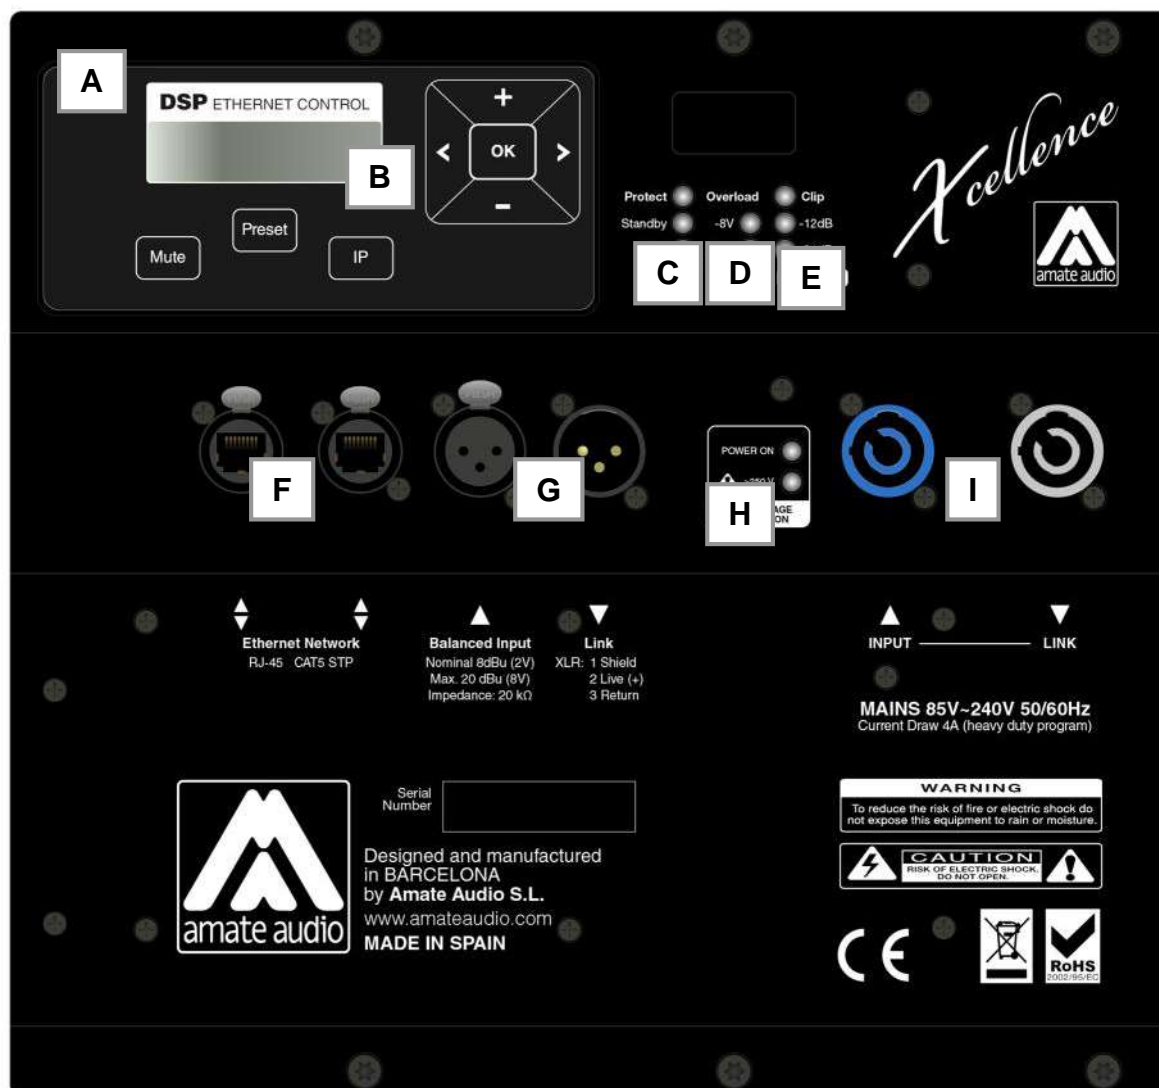 A
DSP ETHERNET CONTROL
B
+
< OK >
-
Mute
Preset
IP
Protect
Overload
Clip
Standby
-8V
-12dB
C
D
E
Xcellence
amate audio
F
G
POWER ON
~250 V
H
I
Ethernet Network
RJ-45 CAT5 STP
Balanced Input
Nominal 8dBu (2V)
Max. 20 dBu (8V)
Impedance: 20 kΩ
Link
XLR: 1 Shield
2 Live (+)
3 Return
INPUT
LINK
MAINS 85V~240V 50/60Hz
Current Draw 4A (heavy duty program)
Serial
Number
amate audio
Designed and manufactured
in BARCELONA
by Amate Audio S.L.
www.amateaudio.com
MADE IN SPAIN
WARNING
To reduce the risk of fire or electric shock do
not expose this equipment to rain or moisture.
CAUTION
RISK OF ELECTRIC SHOCK,
DO NOT OPEN.
CE
RoHS
2002/95/EC